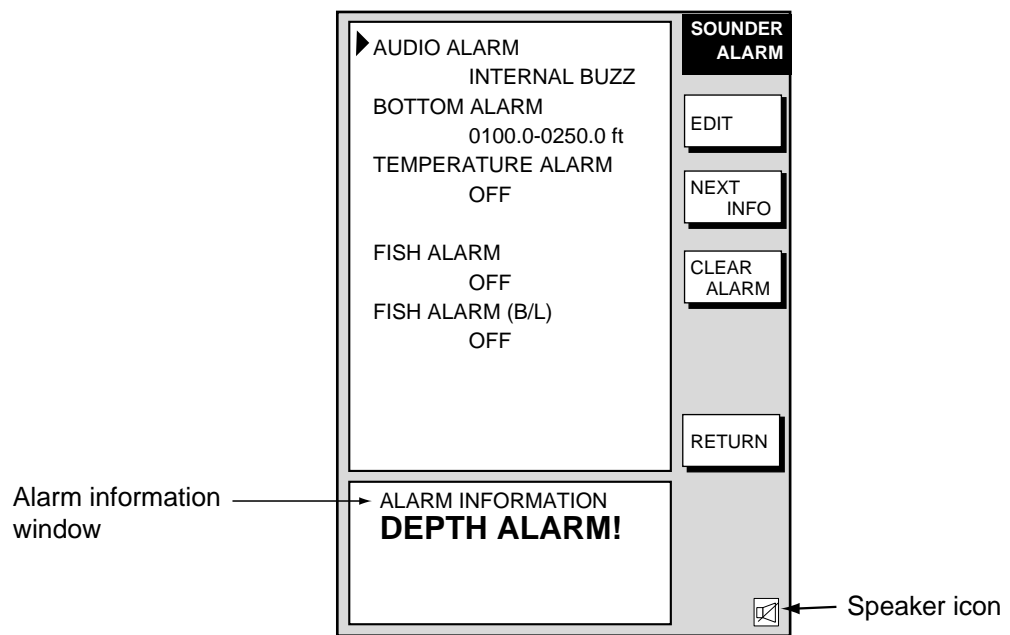 AUDIO ALARM
INTERNAL BUZZ
BOTTOM ALARM
0100.0-0250.0 ft
TEMPERATURE ALARM
OFF
FISH ALARM
OFF
FISH ALARM (B/L)
OFF
SOUNDER
ALARM
EDIT
NEXT
INFO
CLEAR
ALARM
RETURN
Alarm information
window
ALARM INFORMATION
DEPTH ALARM!
Speaker icon